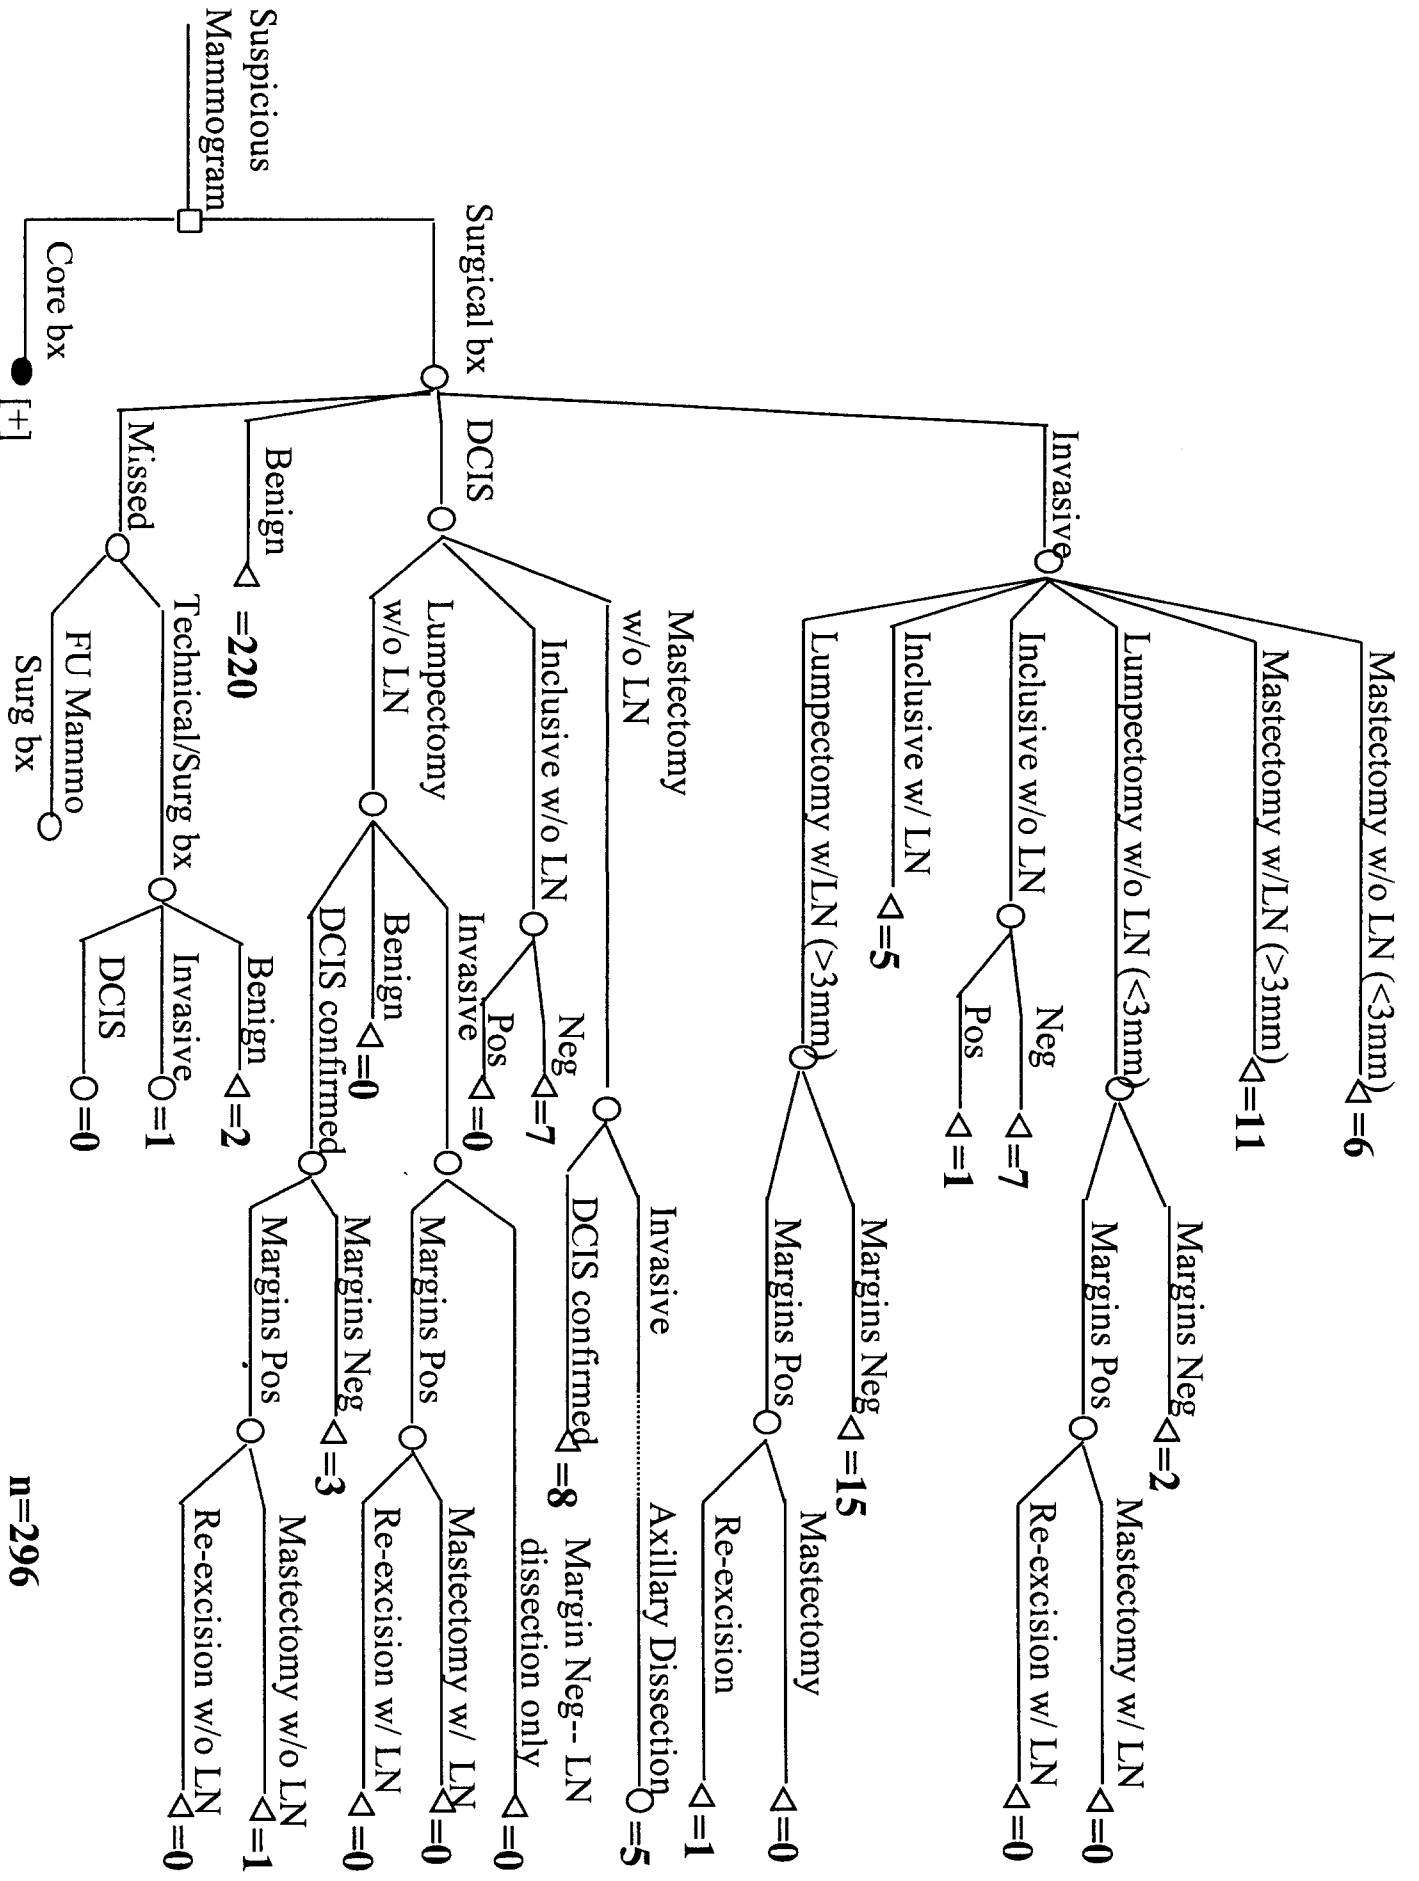 Suspicious
Mammogram
Surgical bx
Core bx
[+]
Invasive
Mastectomy w/o LN (<3mm)
=6
Mastectomy w/LN (>3mm)
=11
Lumpectomy w/o LN (<3mm)
Margins Neg
=2
Margins Pos
Mastectomy w/ LN
=0
Re-excision w/ LN
=0
Inclusive w/o LN
Neg
=7
Pos
=1
Inclusive w/ LN
=5
Lumpectomy w/LN (>3mm)
Margins Neg
=15
Margins Pos
Mastectomy
=0
Re-excision
=1
DCIS
Mastectomy
w/o LN
Invasive
Axillary Dissection
=5
DCIS confirmed
=8
Inclusive w/o LN
Neg
=7
Pos
=0
Lumpectomy
w/o LN
Invasive
Margin Neg-- LN
dissection only
=0
Margins Pos
Mastectomy w/ LN
=0
Re-excision w/ LN
=0
Benign
=0
DCIS confirmed
Margins Neg
=3
Margins Pos
Mastectomy w/o LN
=1
Re-excision w/o LN
=0
Benign
=220
Missed
Technical/Surg bx
Benign
=2
Invasive
=1
DCIS
=0
FU Mammo
Surg bx
n=296